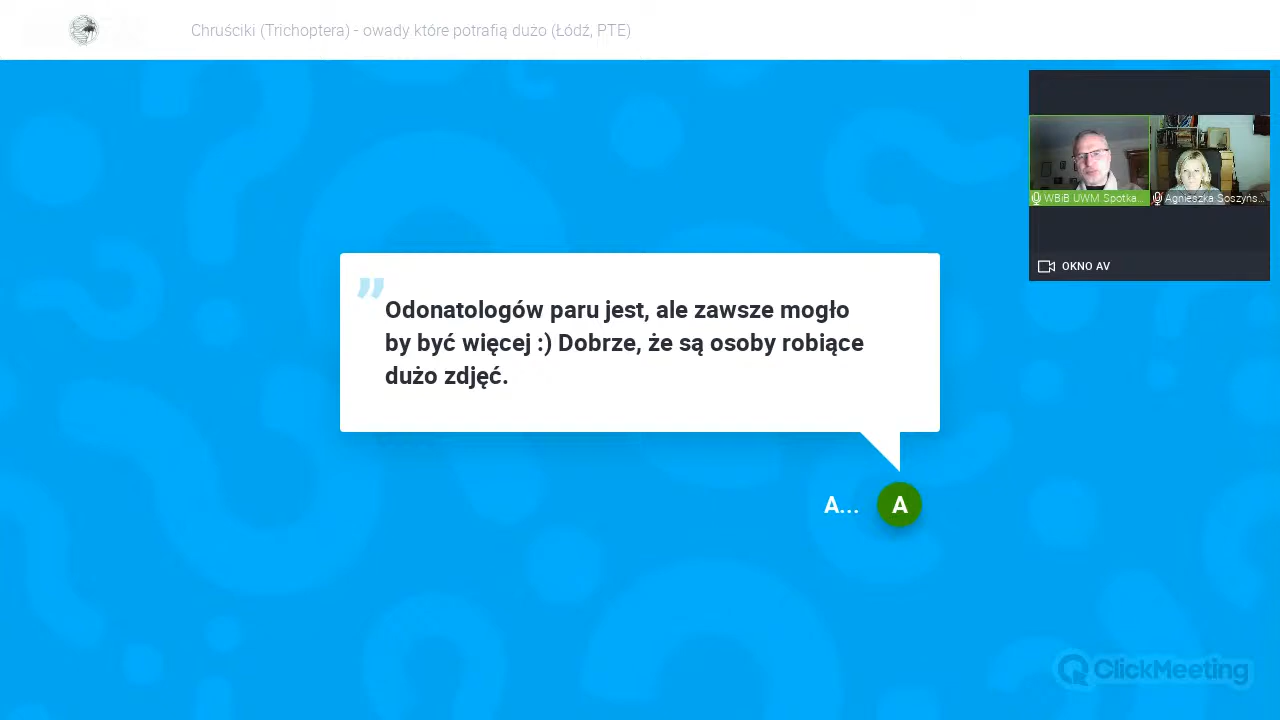 Chruściki (Trichoptera) - owady które potrafią dużo (Łódź, PTE)
WBiB UWM Spotka...
Agnieszka Soszyńs...
OKNO AV
”
Odonatologów paru jest, ale zawsze mogło
by być więcej :) Dobrze, że są osoby robiące
dużo zdjęć.
A...
A
ClickMeeting